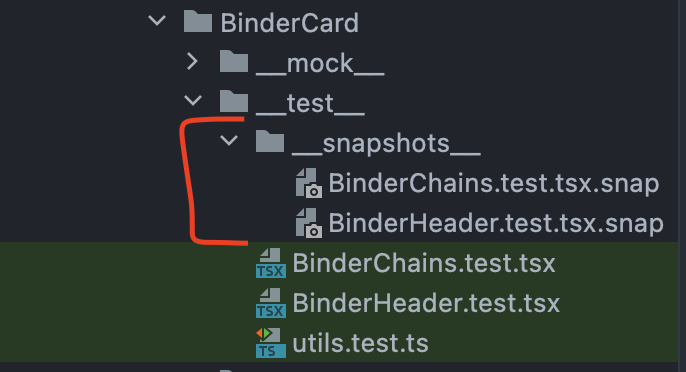 BinderCard
__mock__
__test__
__snapshots__
BinderChains.test.tsx.snap
BinderHeader.test.tsx.snap
TSX BinderChains.test.tsx
TSX BinderHeader.test.tsx
TS utils.test.ts